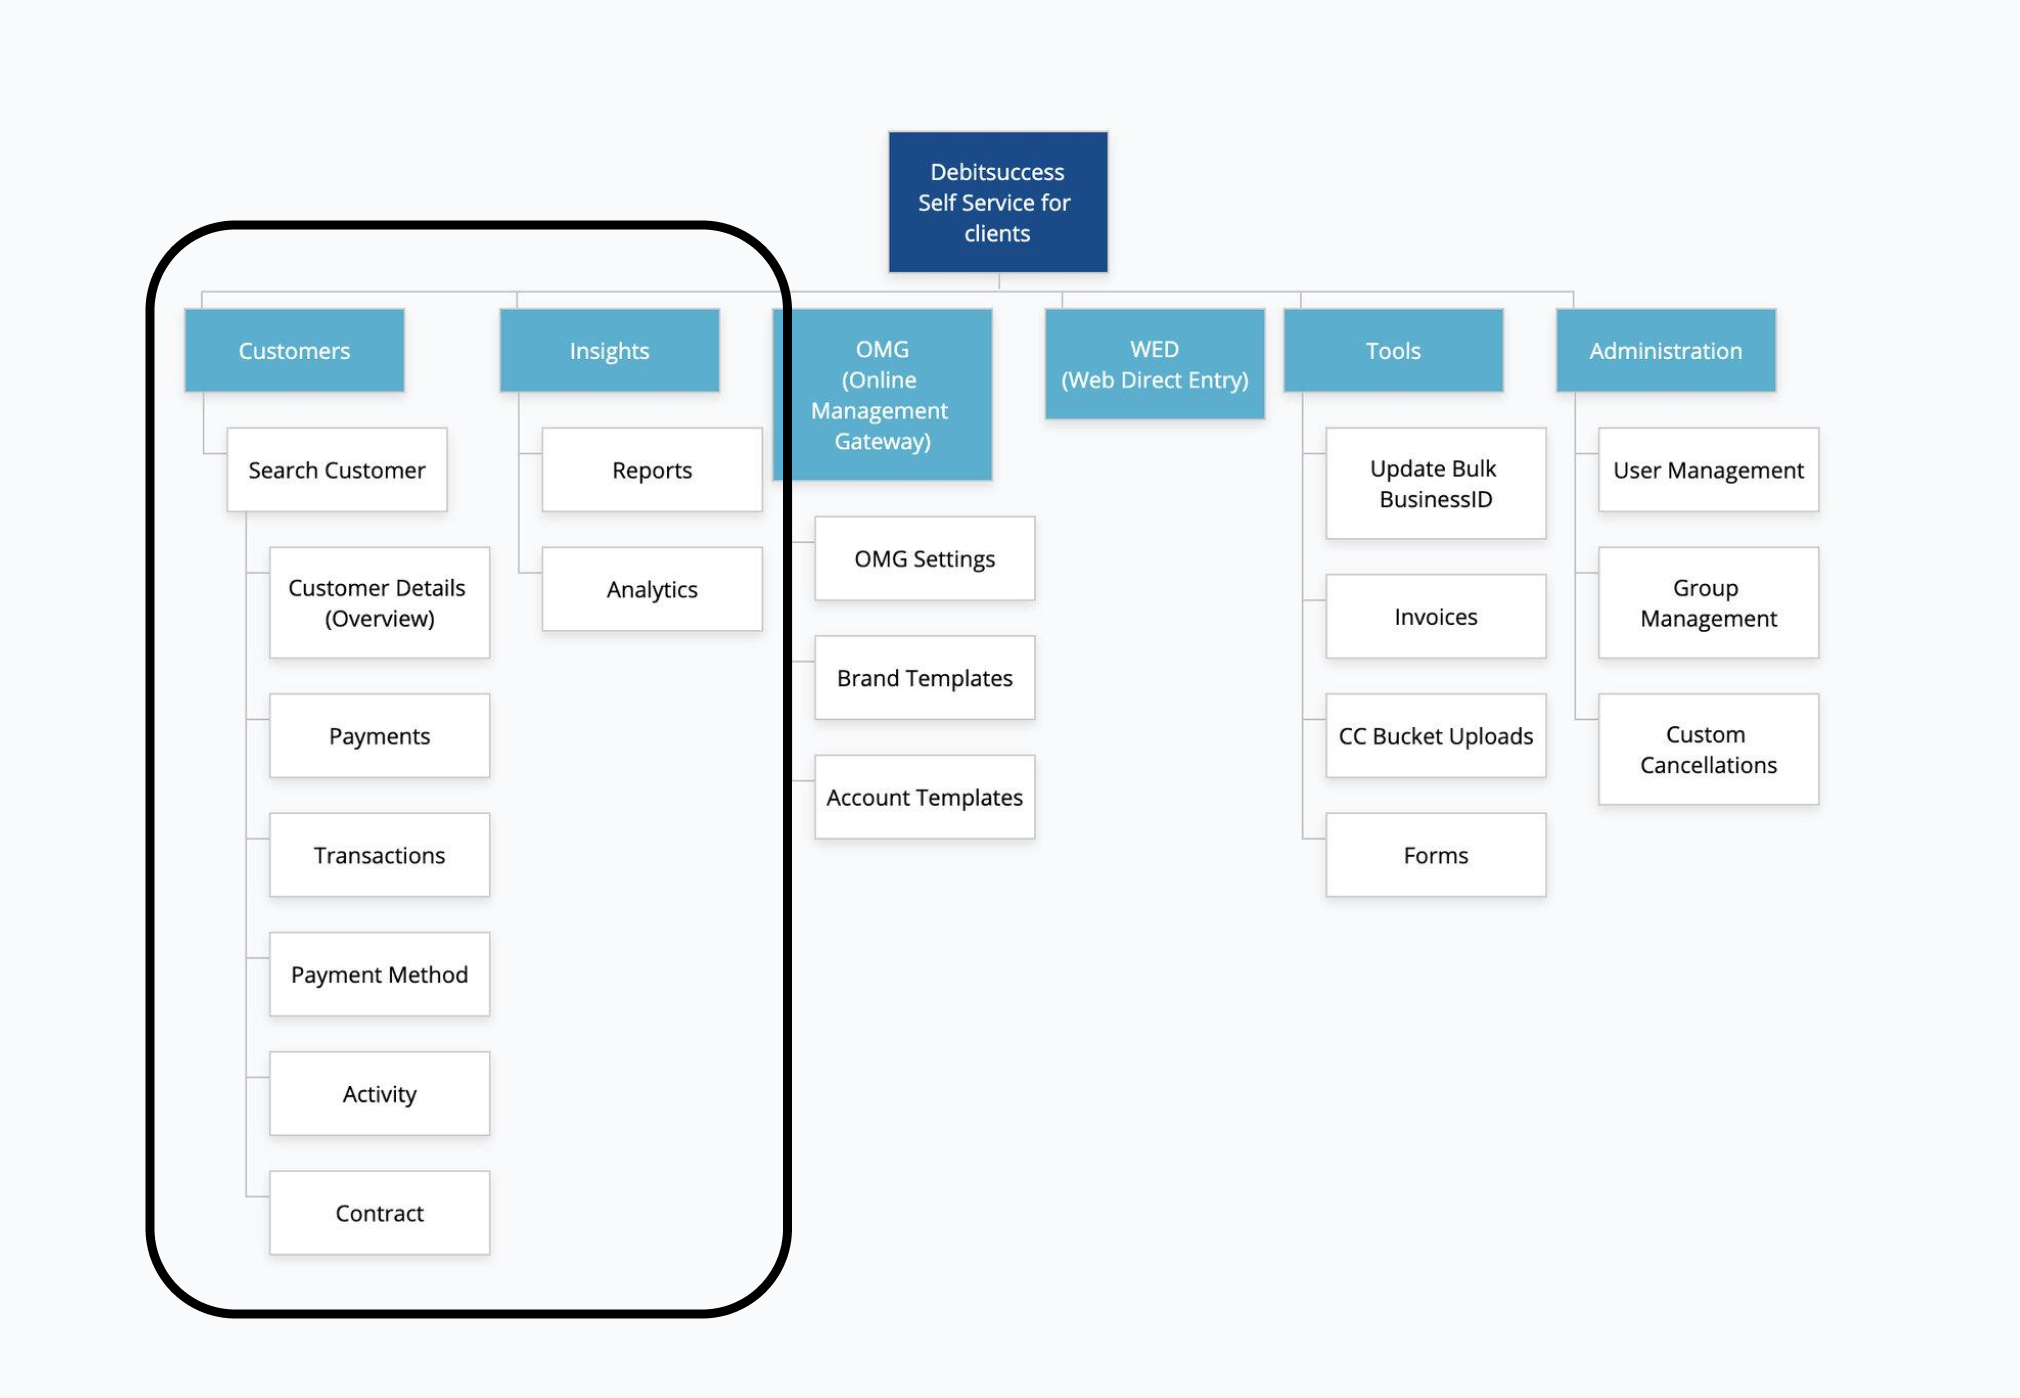 Debitsuccess
Self Service for
clients
Customers
Search Customer
Customer Details
(Overview)
Payments
Transactions
Payment Method
Activity
Contract
Insights
Reports
Analytics
OMG
(Online
Management
Gateway)
OMG Settings
Brand Templates
Account Templates
WED
(Web Direct Entry)
Tools
Update Bulk
BusinessID
Invoices
CC Bucket Uploads
Forms
Administration
User Management
Group
Management
Custom
Cancellations